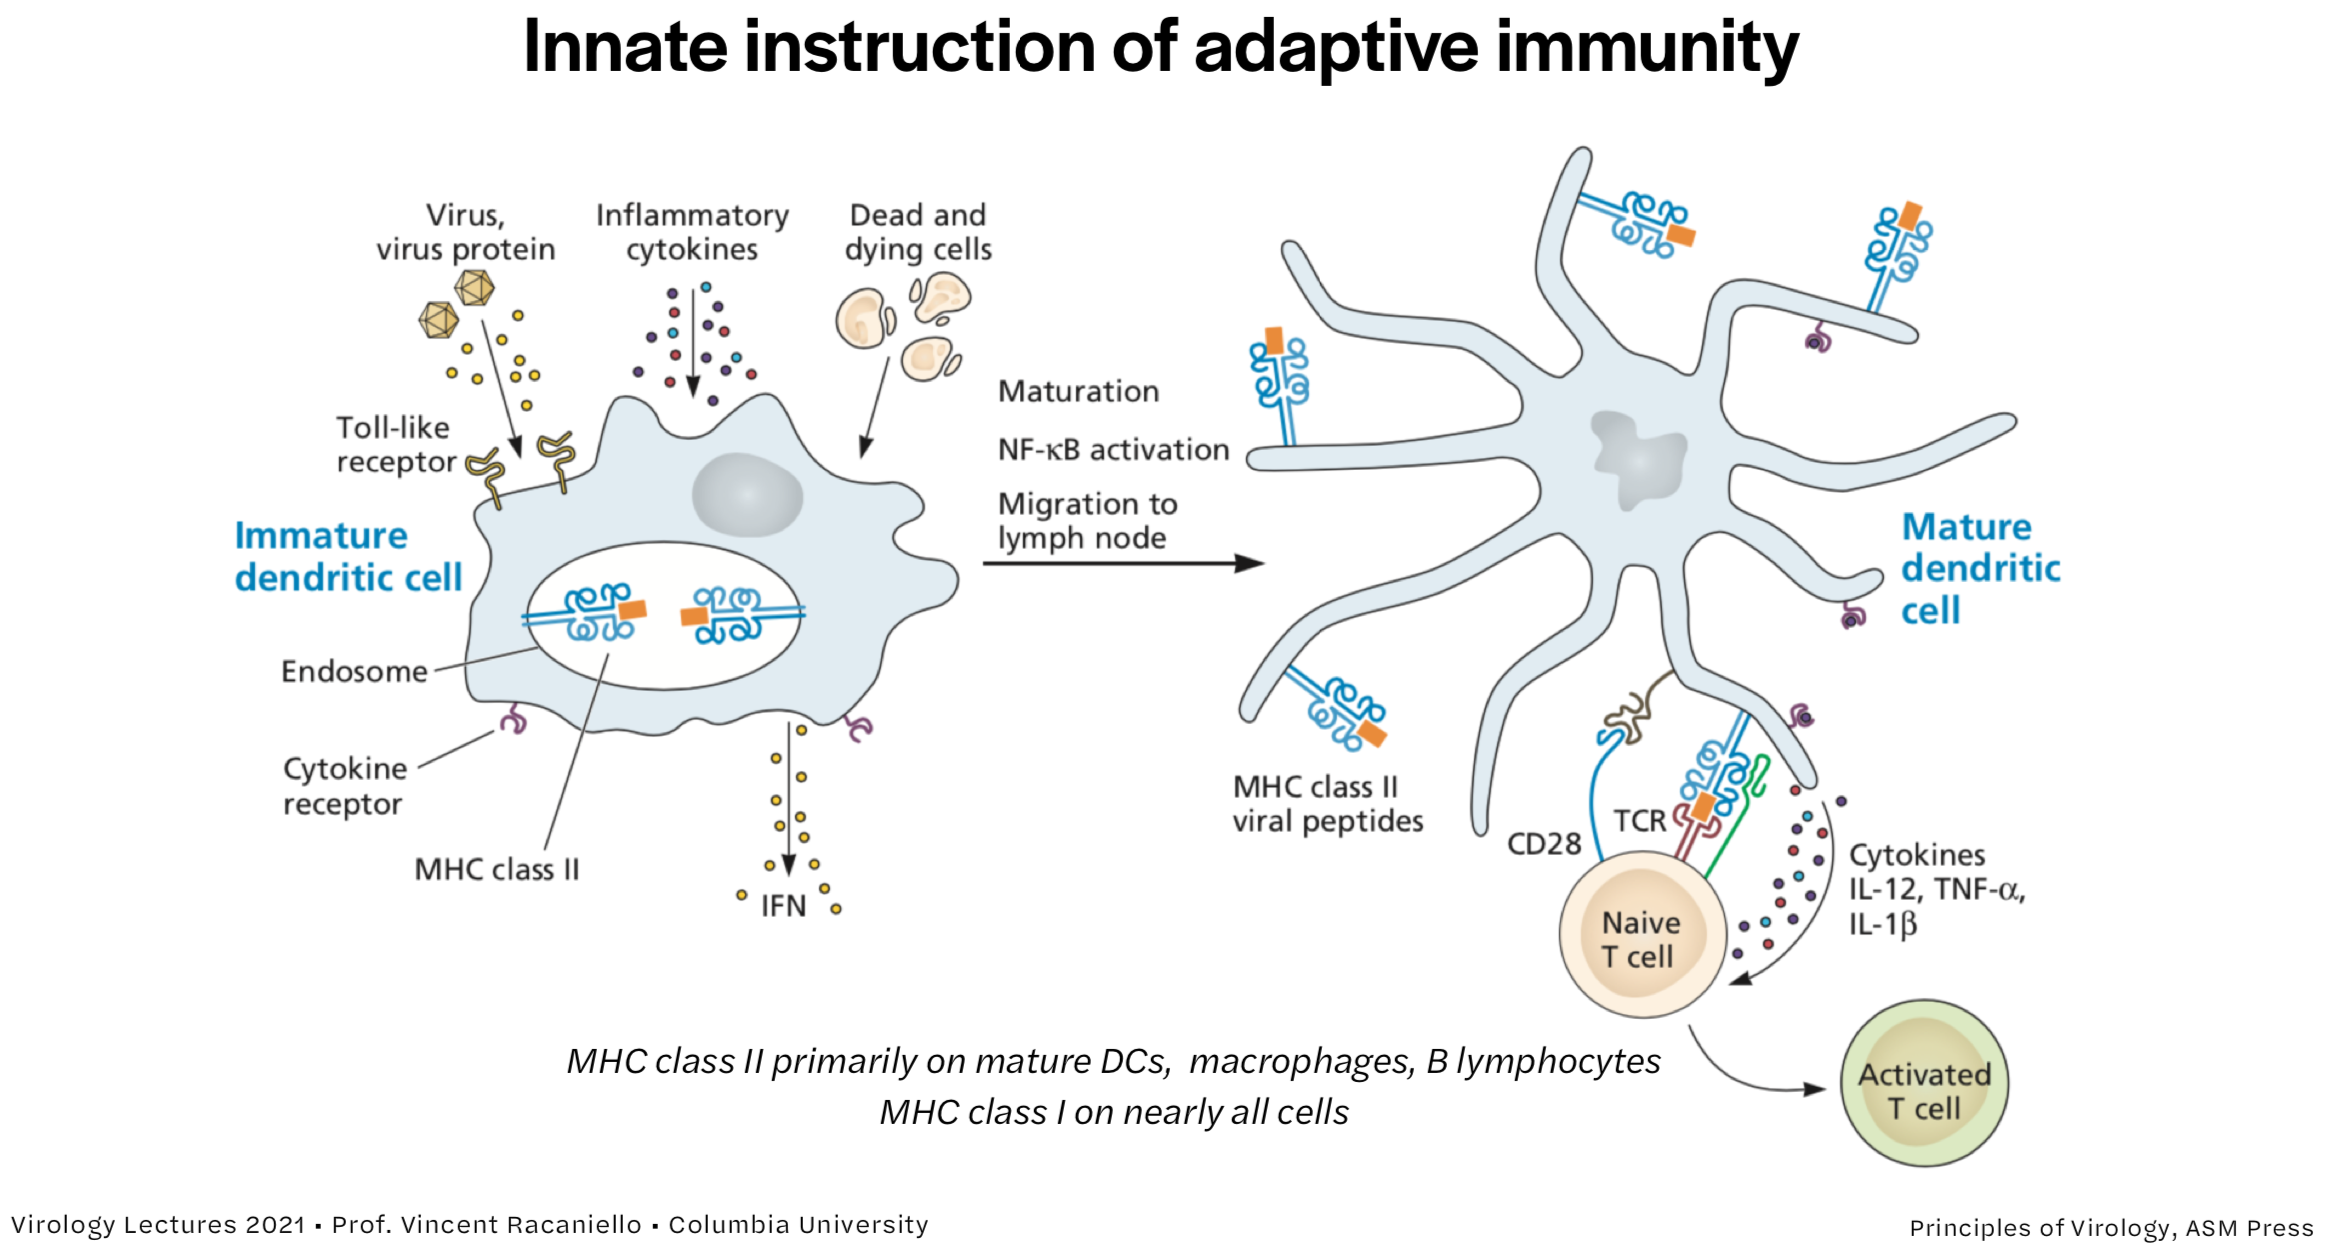 Innate instruction of adaptive immunity
Virus,
virus protein
Inflammatory
cytokines
Dead and
dying cells
Toll-like
receptor
Immature
dendritic cell
Endosome
Cytokine
receptor
MHC class II
IFN
Maturation
NF-κB activation
Migration to
lymph node
Mature
dendritic
cell
MHC class II
viral peptides
CD28
TCR
Naive
T cell
Cytokines
IL-12, TNF-α,
IL-1β
Activated
T cell
MHC class II primarily on mature DCs, macrophages, B lymphocytes
MHC class I on nearly all cells
Virology Lectures 2021 • Prof. Vincent Racaniello • Columbia University
Principles of Virology, ASM Press